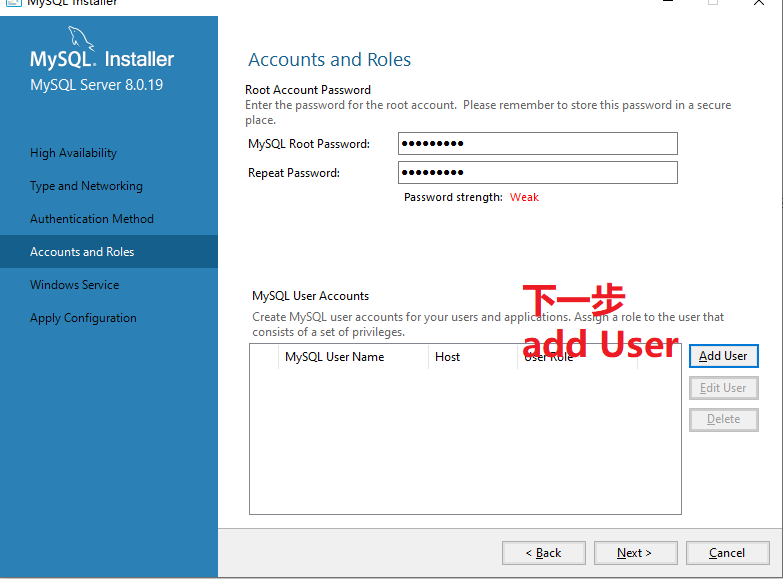 MySQL Installer
MySQL. Installer
MySQL Server 8.0.19
High Availability
Type and Networking
Authentication Method
Accounts and Roles
Windows Service
Apply Configuration
Accounts and Roles
Root Account Password
Enter the password for the root account.  Please remember to store this password in a secure
place.
MySQL Root Password:
●●●●●●●●●
Repeat Password:
●●●●●●●●●
Password strength: Weak
MySQL User Accounts
Create MySQL user accounts for your users and applications. Assign a role to the user that
consists of a set of privileges.
下一步
add User
MySQL User Name
Host
User Role
Add User
Edit User
Delete
< Back
Next >
Cancel